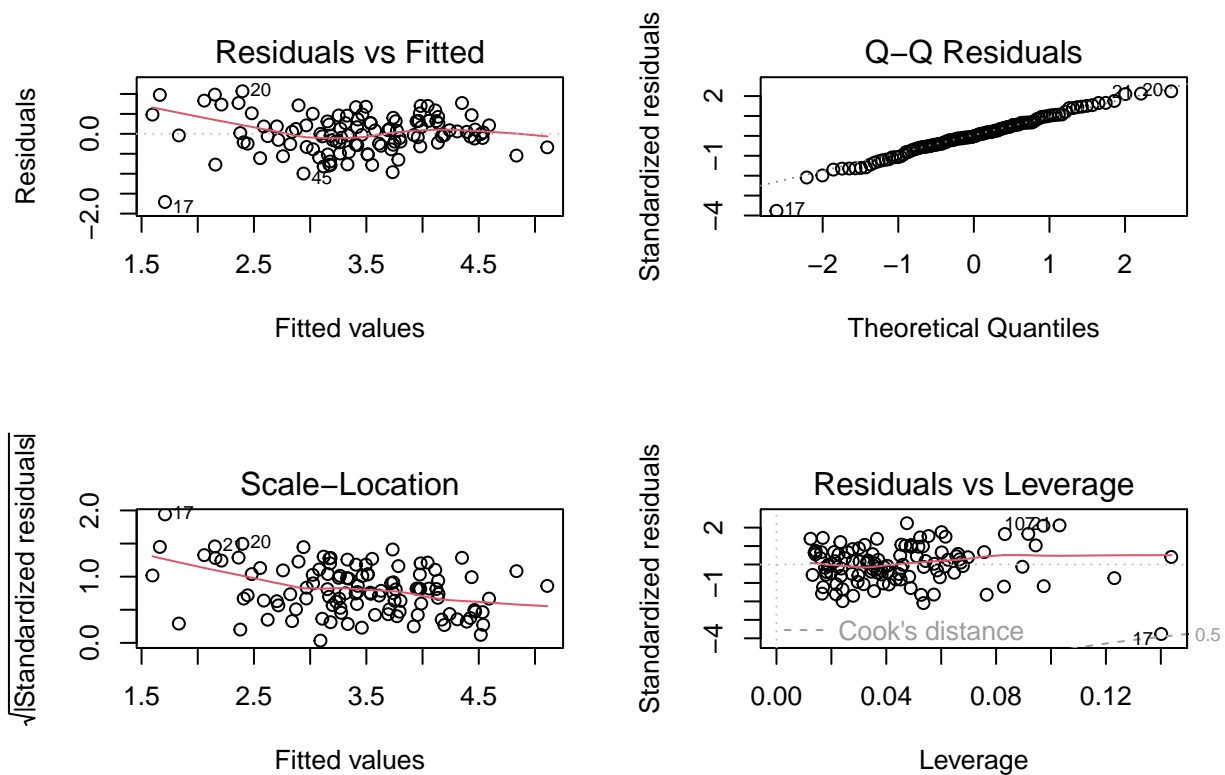 Residuals vs Fitted
Residuals
0.0
−2.0
20
45
17
1.5 2.5 3.5 4.5
Fitted values
Q−Q Residuals
Standardized residuals
2
−1
−4
21 20
17
−2 −1 0 1 2
Theoretical Quantiles
Scale−Location
√|Standardized residuals|
2.0
1.0
0.0
17
21 20
1.5 2.5 3.5 4.5
Fitted values
Residuals vs Leverage
Standardized residuals
2
−1
−4
107
Cook's distance
17
0.5
0.00 0.04 0.08 0.12
Leverage